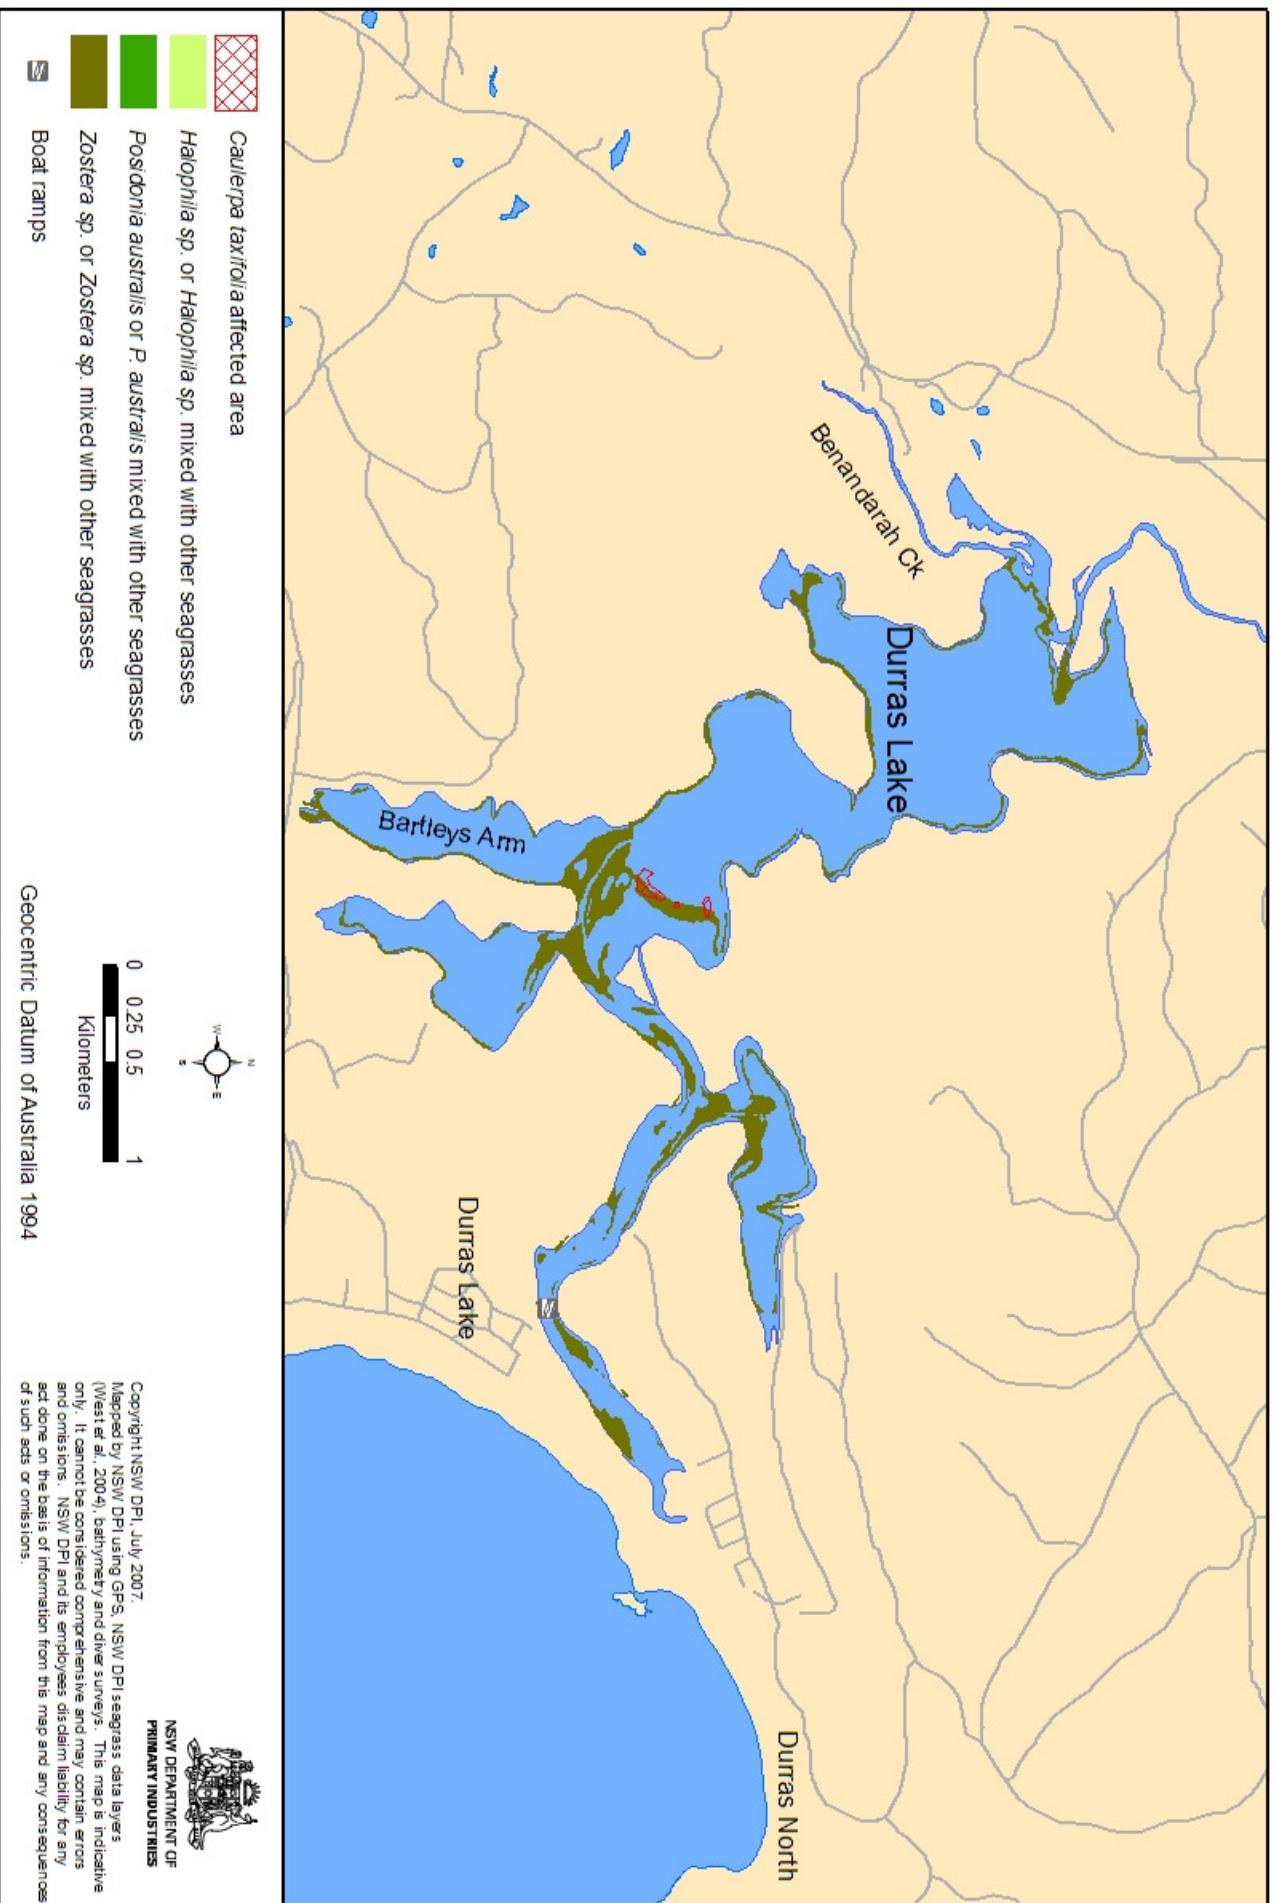 Benandarah Ck
Durras Lake
Bartleys Arm
Durras Lake
Durras North
Caulerpa taxifolia affected area
Halophila sp. or Halophila sp. mixed with other seagrasses
Posidonia australis or P. australis mixed with other seagrasses
Zostera sp. or Zostera sp. mixed with other seagrasses
Boat ramps
N
W
E
S
0 0.25 0.5 1
Kilometers
Geocentric Datum of Australia 1994
NSW DEPARTMENT OF
PRIMARY INDUSTRIES
Copyright NSW DPI, July 2007.
Mapped by NSW DPI using GPS, NSW DPI seagrass data layers
(West et al., 2004), bathymetry and diver surveys. This map is indicative
only. It cannot be considered comprehensive and may contain errors
and omissions. NSW DPI and its employees disclaim liability for any
act done on the basis of information from this map and any consequences
of such acts or omissions.